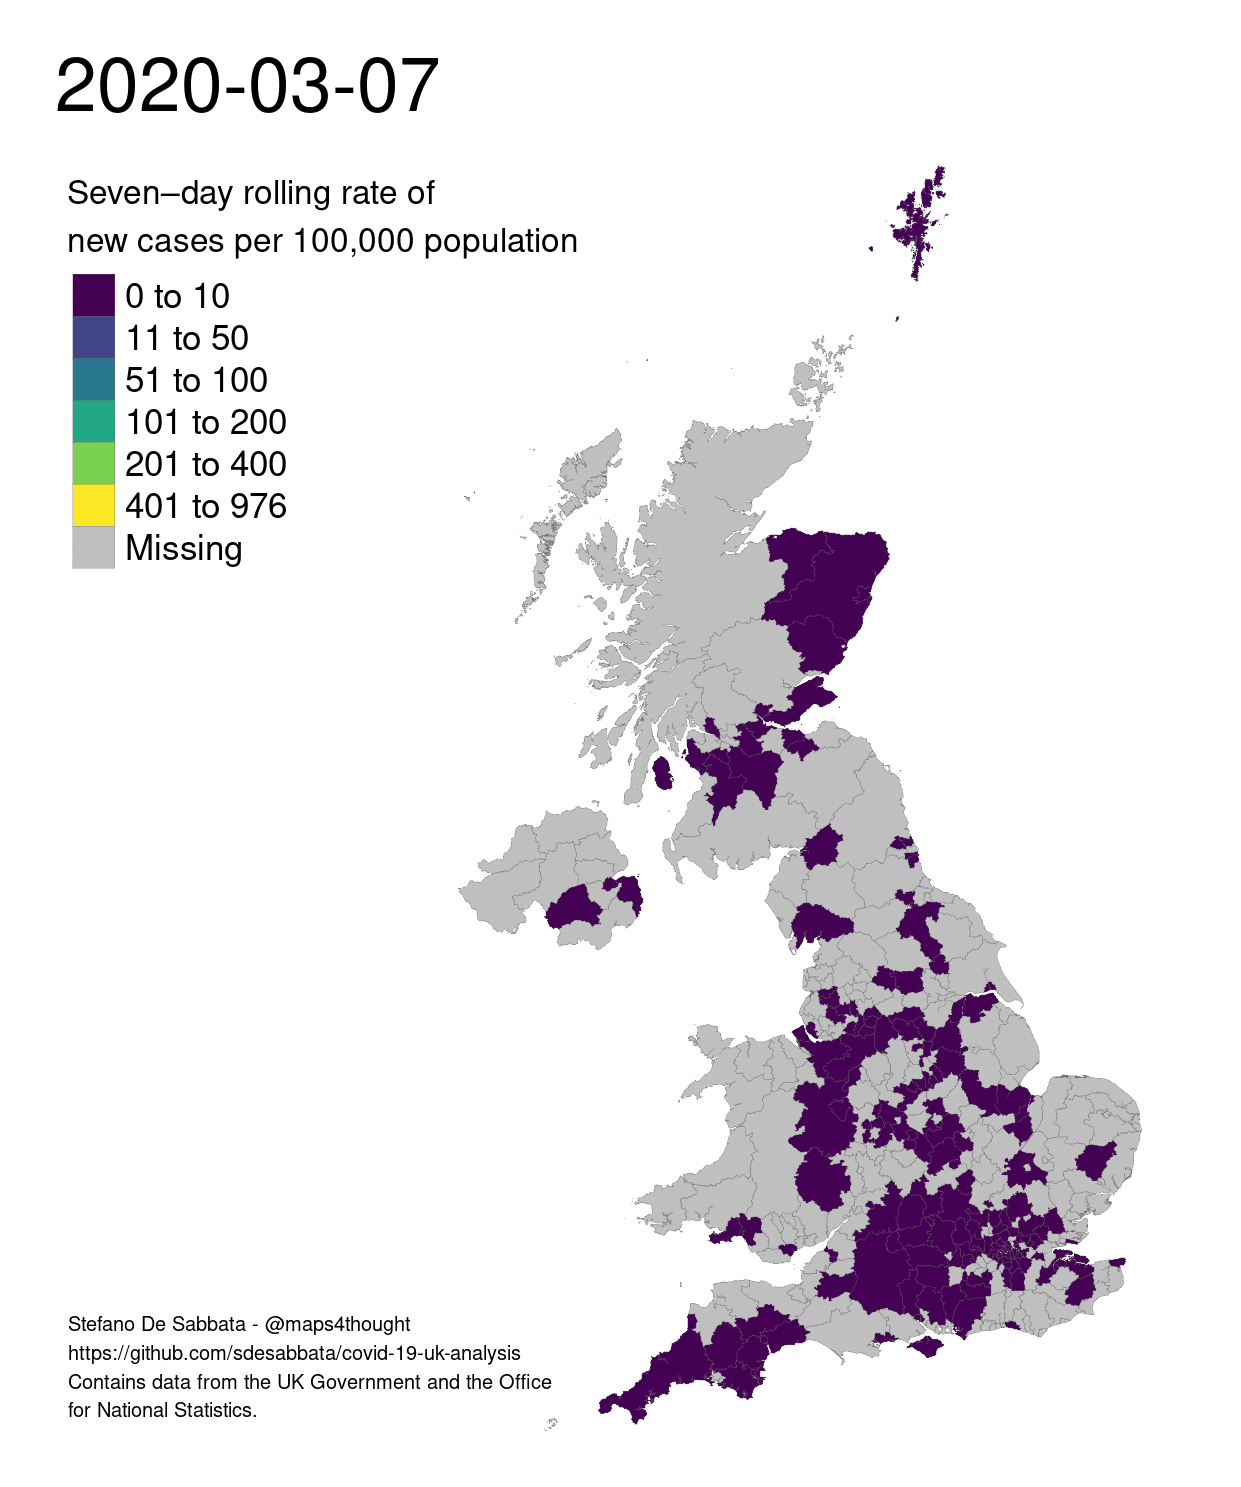 2020-03-07
Seven–day rolling rate of
new cases per 100,000 population
0 to 10
11 to 50
51 to 100
101 to 200
201 to 400
401 to 976
Missing
Stefano De Sabbata - @maps4thought
https://github.com/sdesabbata/covid-19-uk-analysis
Contains data from the UK Government and the Office
for National Statistics.